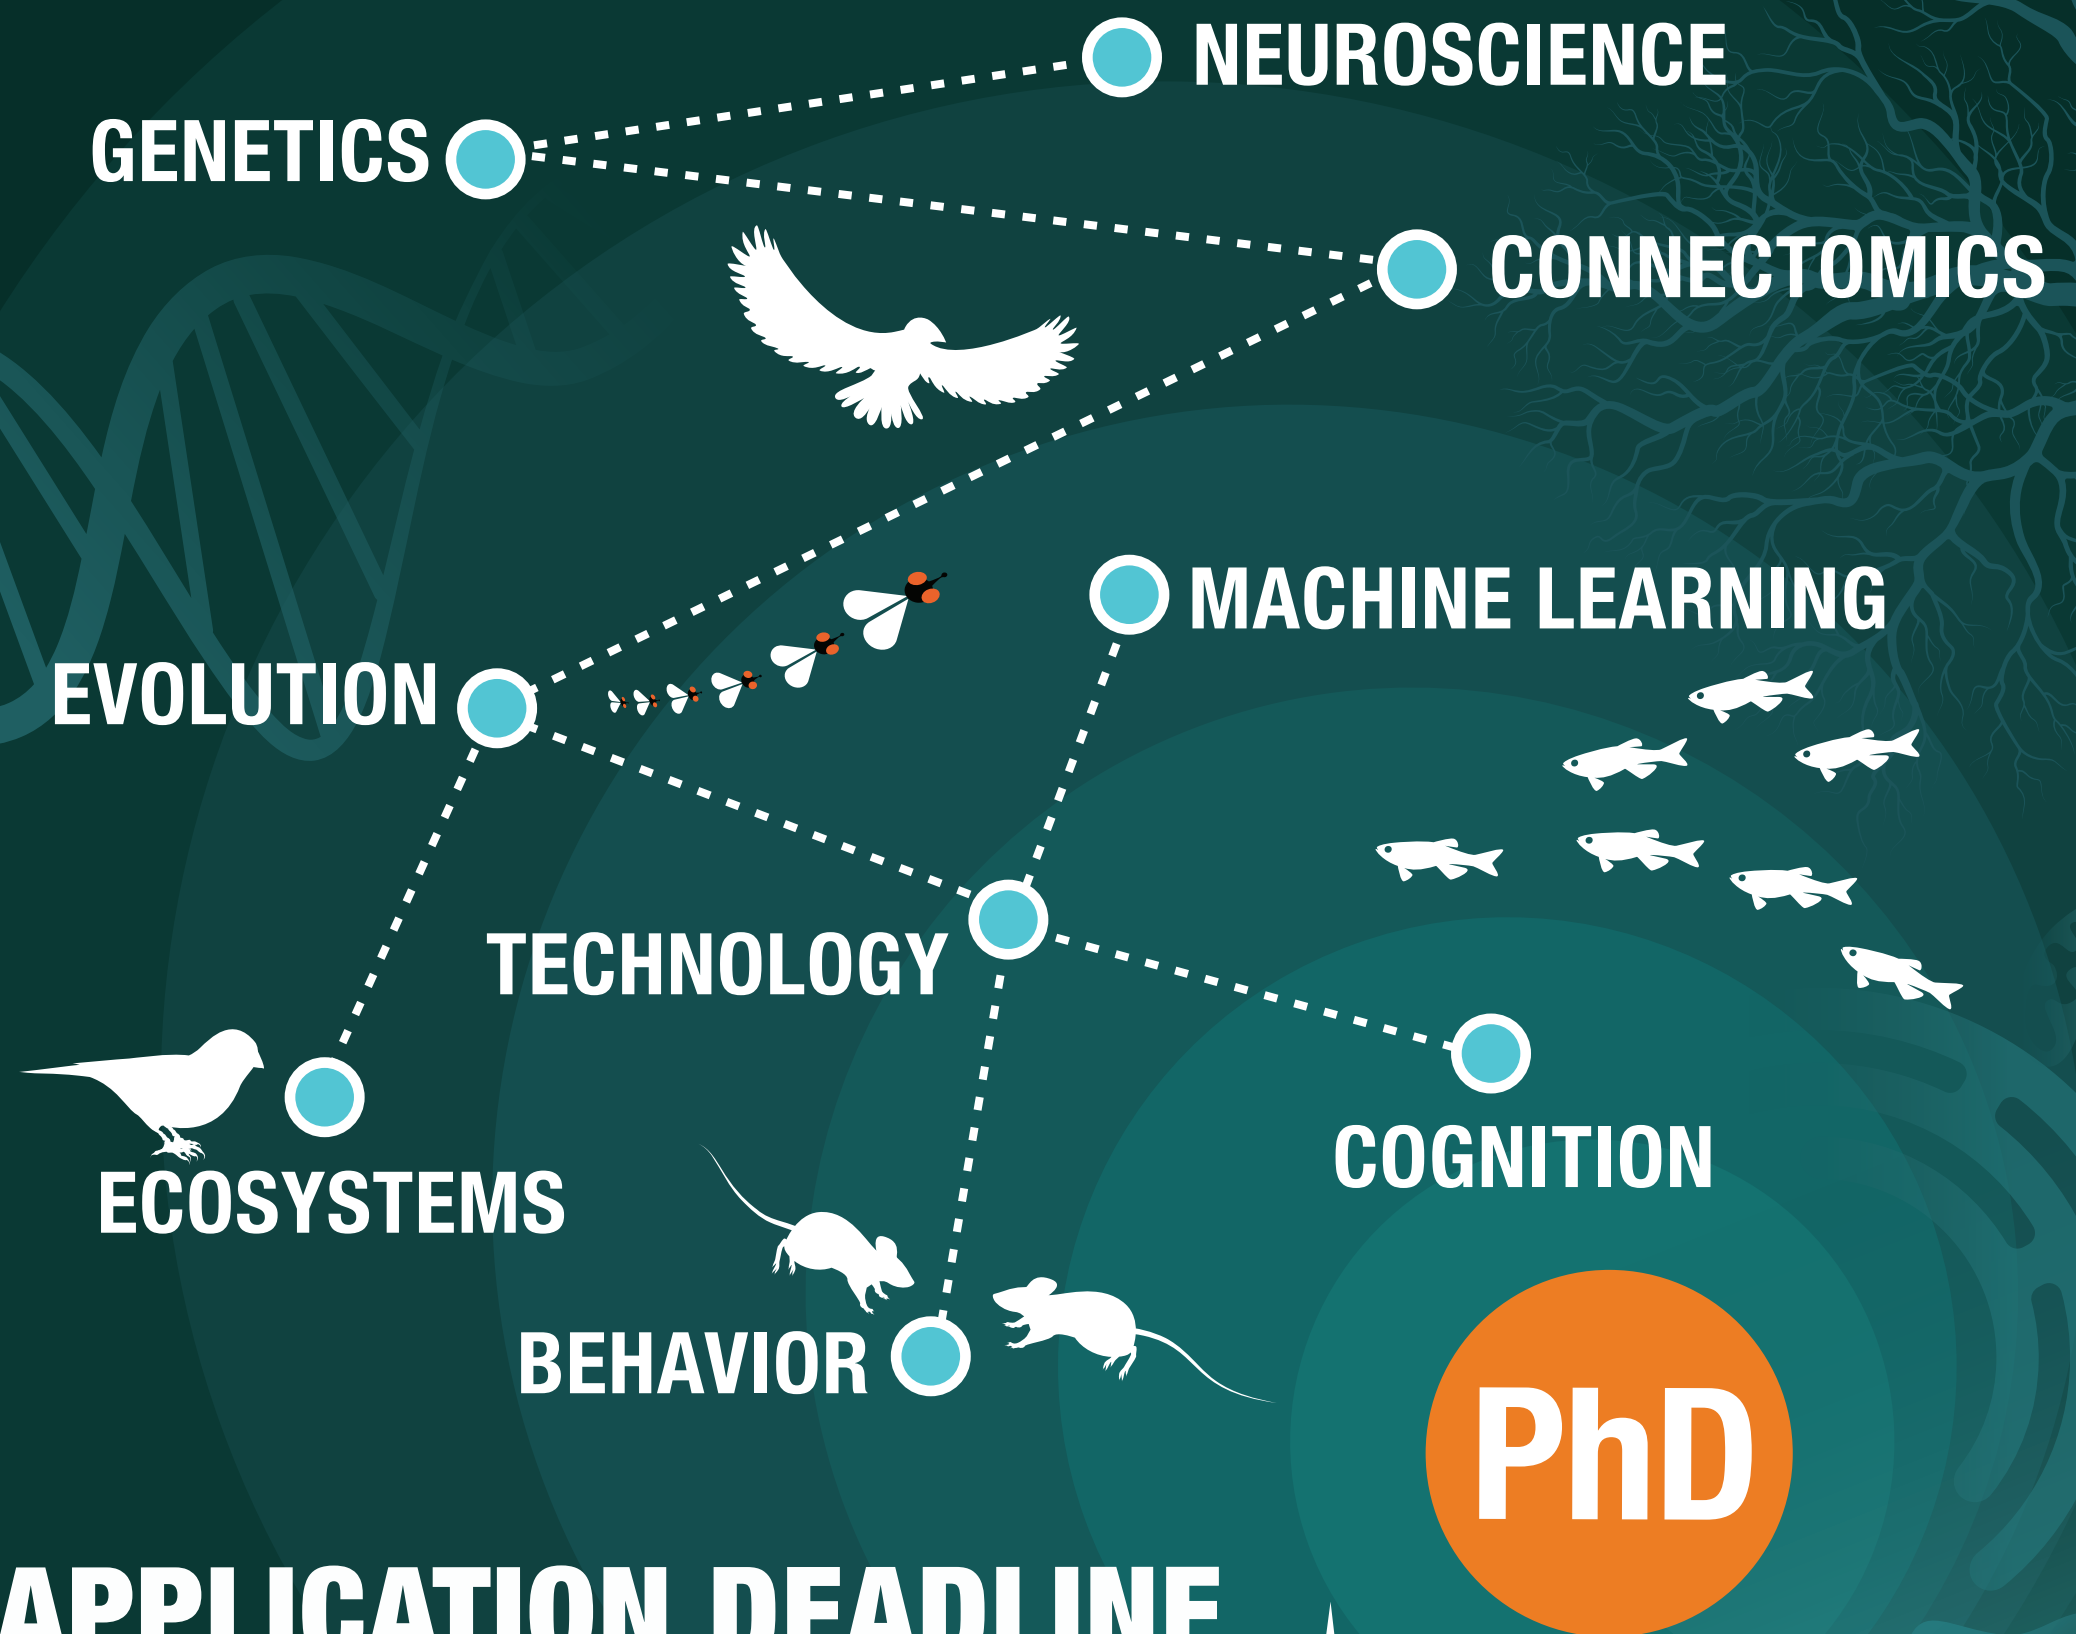 NEUROSCIENCE
GENETICS
CONNECTOMICS
MACHINE LEARNING
EVOLUTION
TECHNOLOGY
COGNITION
ECOSYSTEMS
BEHAVIOR
PhD
APPLICATION DEADLINE